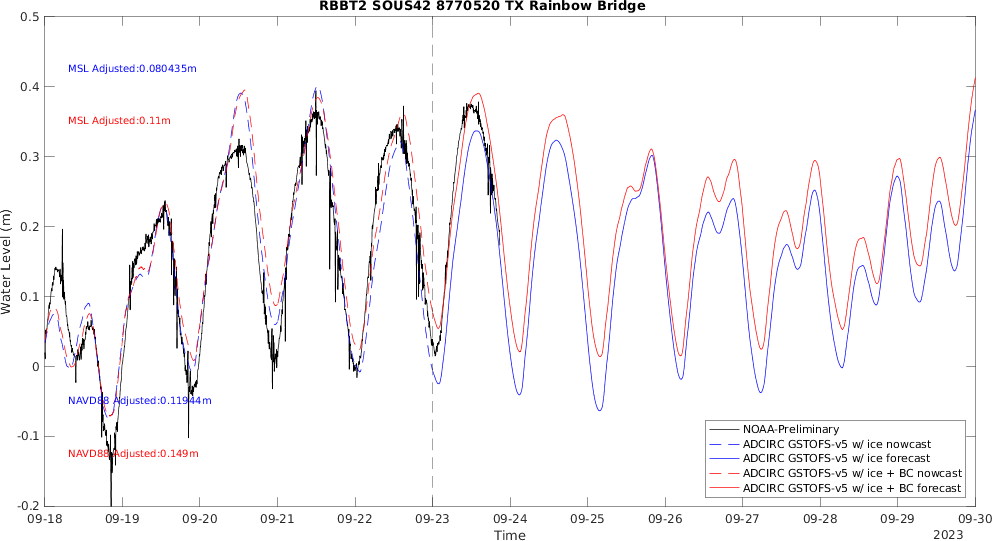 RBBT2 SOUS42 8770520 TX Rainbow Bridge
Water Level (m)
0.5
0.4
0.3
0.2
0.1
0
-0.1
-0.2
MSL Adjusted:0.080435m
MSL Adjusted:0.11m
NAVD88 Adjusted:0.11944m
NAVD88 Adjusted:0.149m
NOAA-Preliminary
ADCIRC GSTOFS-v5 w/ ice nowcast
ADCIRC GSTOFS-v5 w/ ice forecast
ADCIRC GSTOFS-v5 w/ ice + BC nowcast
ADCIRC GSTOFS-v5 w/ ice + BC forecast
09-18 09-19 09-20 09-21 09-22 09-23 09-24 09-25 09-26 09-27 09-28 09-29 09-30
Time
2023